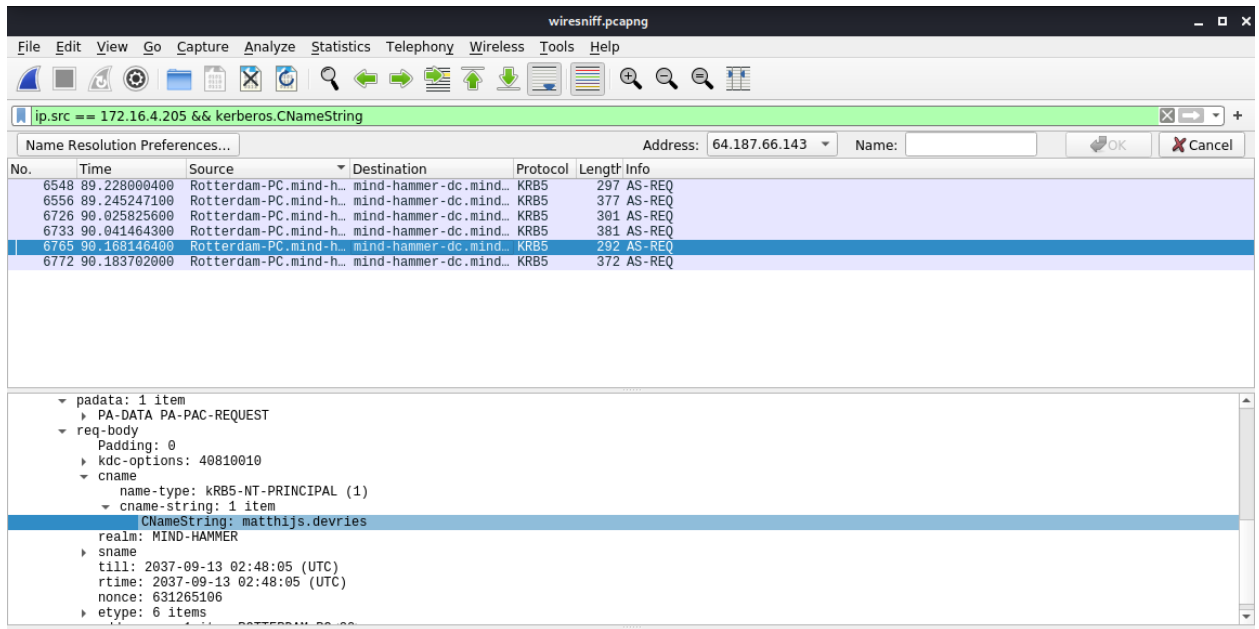 wiresniff.pcapng
File Edit View Go Capture Analyze Statistics Telephony Wireless Tools Help
ip.src == 172.16.4.205 && kerberos.CNameString
Name Resolution Preferences... Address: 64.187.66.143 Name: OK Cancel
No. Time Source Destination Protocol Length Info
6548 89.228000400 Rotterdam-PC.mind-h… mind-hammer-dc.mind… KRB5 297 AS-REQ
6556 89.245247100 Rotterdam-PC.mind-h… mind-hammer-dc.mind… KRB5 377 AS-REQ
6726 90.025825600 Rotterdam-PC.mind-h… mind-hammer-dc.mind… KRB5 301 AS-REQ
6733 90.041464300 Rotterdam-PC.mind-h… mind-hammer-dc.mind… KRB5 381 AS-REQ
6765 90.168146400 Rotterdam-PC.mind-h… mind-hammer-dc.mind… KRB5 292 AS-REQ
6772 90.183702000 Rotterdam-PC.mind-h… mind-hammer-dc.mind… KRB5 372 AS-REQ
padata: 1 item
PA-DATA PA-PAC-REQUEST
req-body
Padding: 0
kdc-options: 40810010
cname
name-type: kRB5-NT-PRINCIPAL (1)
cname-string: 1 item
CNameString: matthijs.devries
realm: MIND-HAMMER
sname
till: 2037-09-13 02:48:05 (UTC)
rtime: 2037-09-13 02:48:05 (UTC)
nonce: 631265106
etype: 6 items